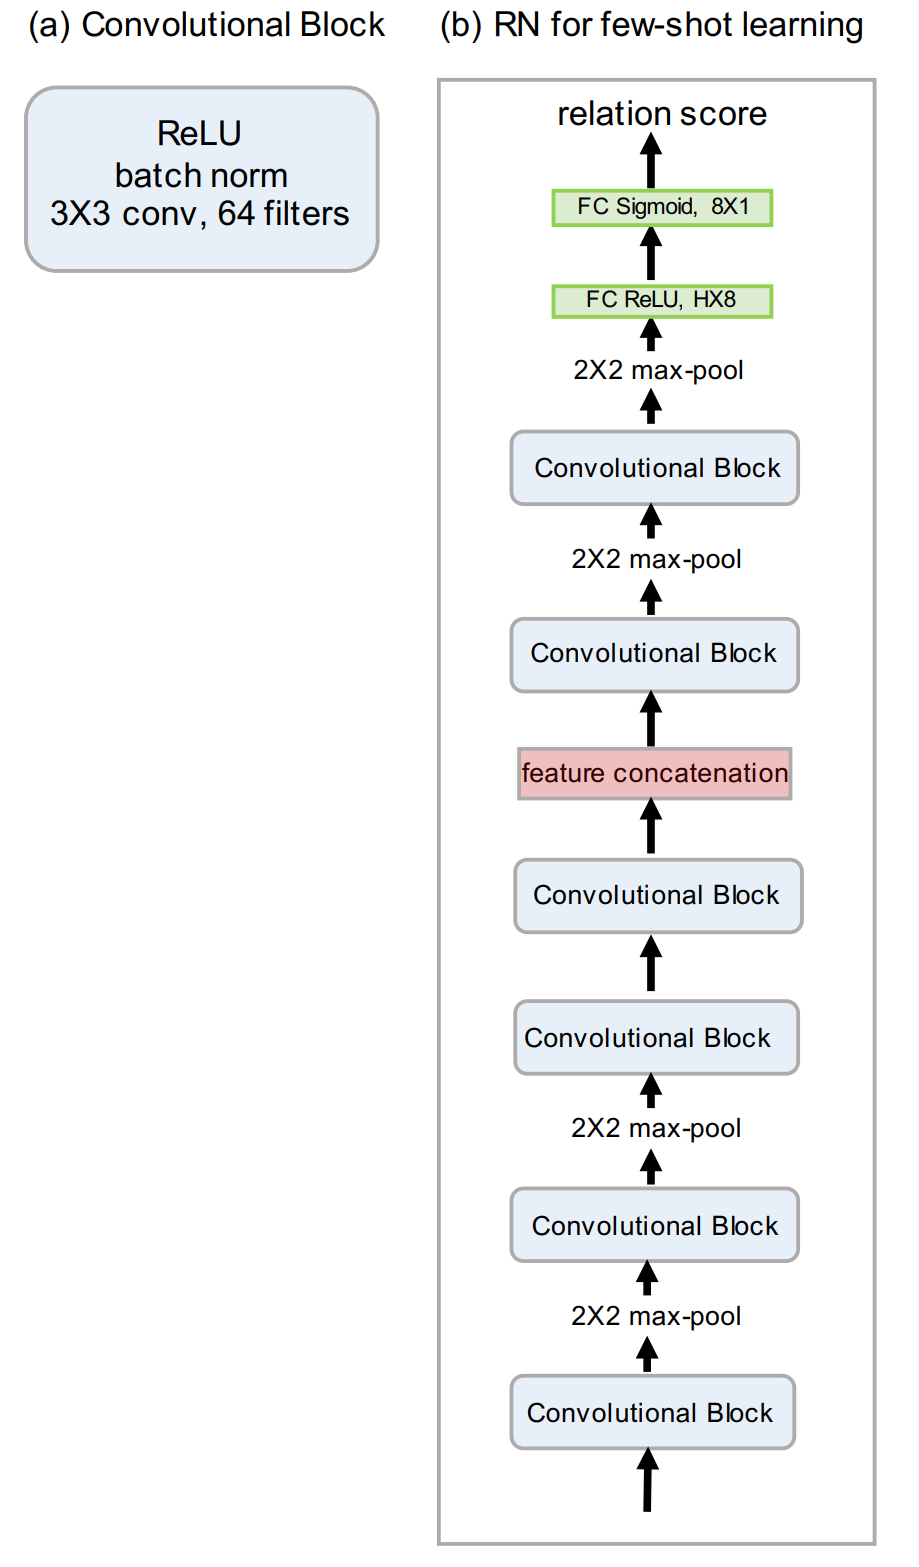 (a) Convolutional Block
ReLU
batch norm
3X3 conv, 64 filters
(b) RN for few-shot learning
relation score
FC Sigmoid, 8X1
FC ReLU, HX8
2X2 max-pool
Convolutional Block
2X2 max-pool
Convolutional Block
feature concatenation
Convolutional Block
Convolutional Block
2X2 max-pool
Convolutional Block
2X2 max-pool
Convolutional Block